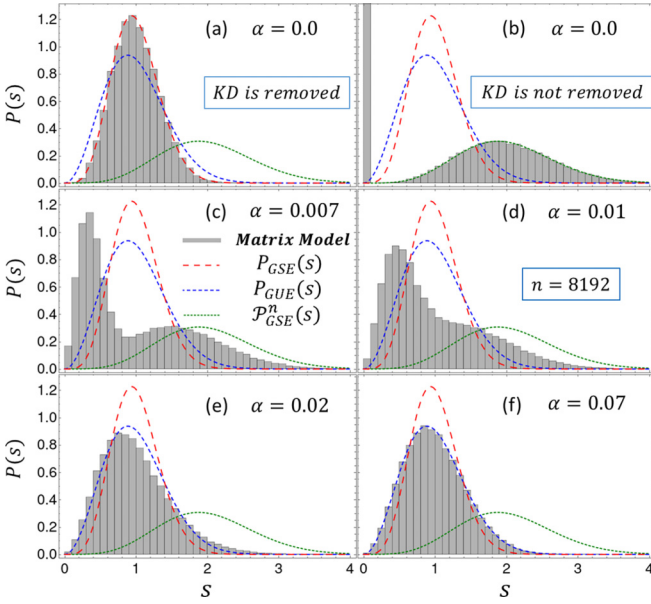 (a) α = 0.0
KD is removed
(b) α = 0.0
KD is not removed
P(s)
1.2
1.0
0.8
0.6
0.4
0.2
0.0
(c) α = 0.007
Matrix Model
P_GSE(s)
P_GUE(s)
𝒫ⁿ_GSE(s)
(d) α = 0.01
n = 8192
P(s)
1.2
1.0
0.8
0.6
0.4
0.2
0.0
(e) α = 0.02
(f) α = 0.07
P(s)
1.2
1.0
0.8
0.6
0.4
0.2
0.0
0 1 2 3 4
0 1 2 3 4
s s